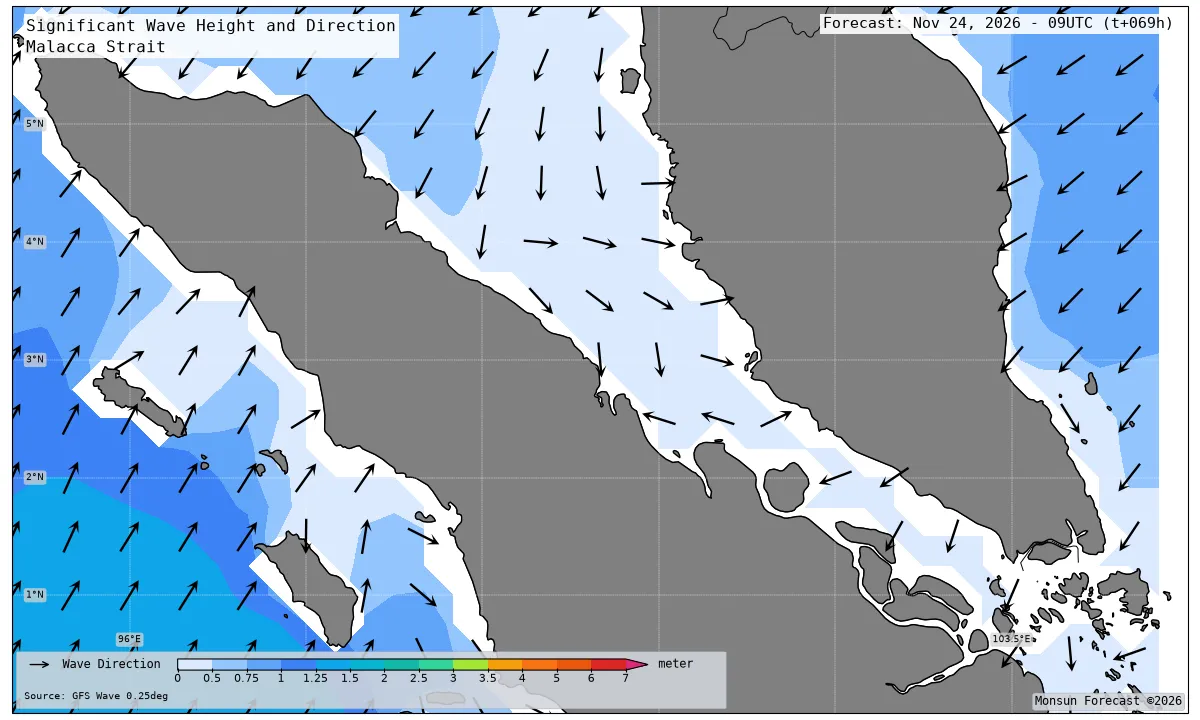 Significant Wave Height and Direction
Malacca Strait
Forecast: Nov 24, 2026 - 09UTC (t+069h)
5°N
4°N
3°N
2°N
1°N
96°E
103.5°E
Wave Direction
meter
0 0.5 0.75 1 1.25 1.5 2 2.5 3 3.5 4 5 6 7
Source: GFS Wave 0.25deg
Monsun Forecast ©2026